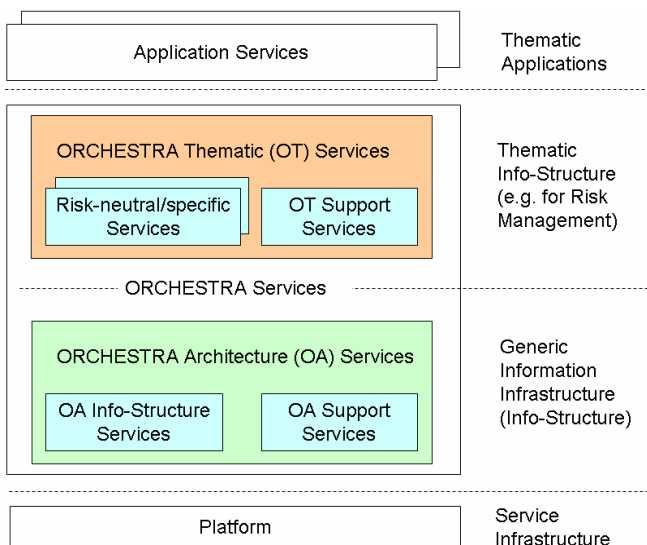 Application Services
Thematic
Applications
ORCHESTRA Thematic (OT) Services
Risk-neutral/specific
Services
OT Support
Services
Thematic
Info-Structure
(e.g. for Risk
Management)
ORCHESTRA Services
ORCHESTRA Architecture (OA) Services
OA Info-Structure
Services
OA Support
Services
Generic
Information
Infrastructure
(Info-Structure)
Platform
Service
Infrastructure